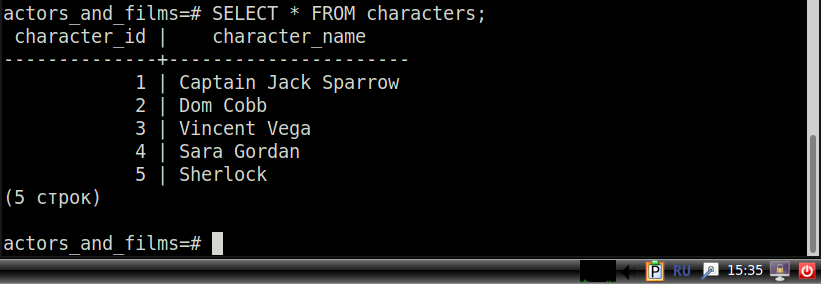 actors_and_films=# SELECT * FROM characters;
character_id | character_name
--------------+----------------------
1 | Captain Jack Sparrow
2 | Dom Cobb
3 | Vincent Vega
4 | Sara Gordan
5 | Sherlock
(5 строк)
actors_and_films=#
P RU 15:35